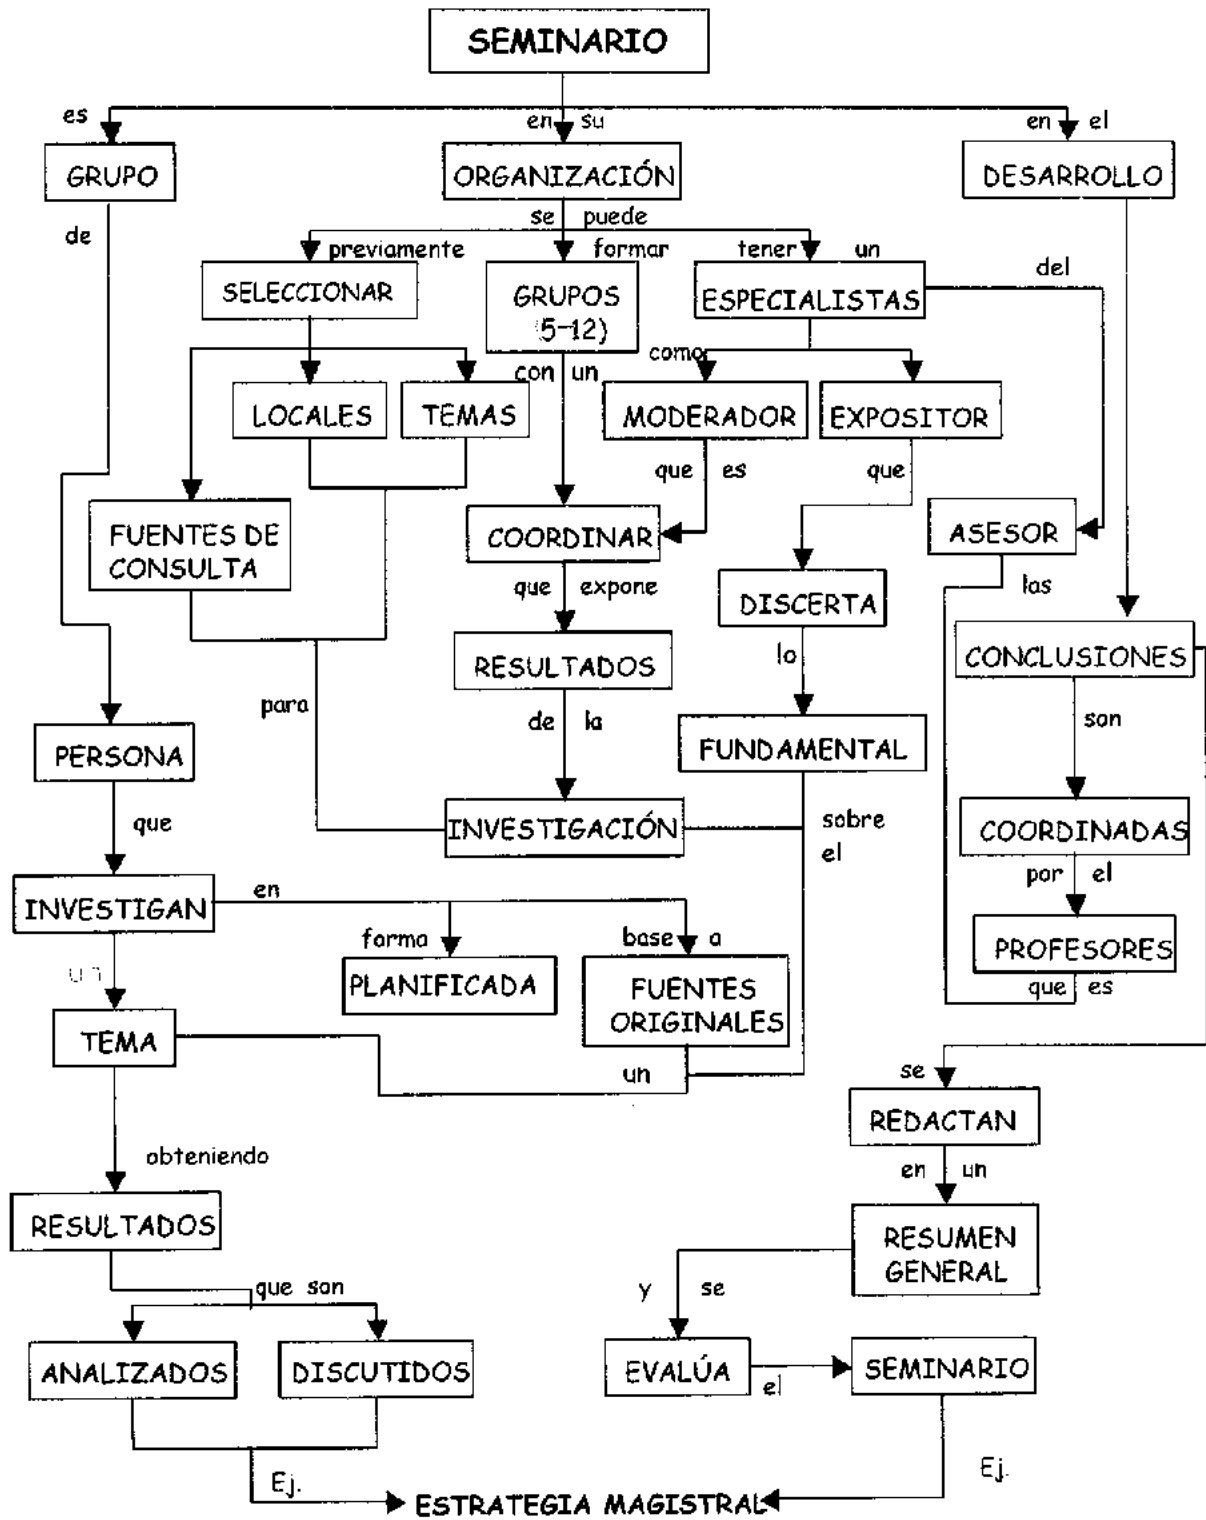 SEMINARIO
es
en su
en el
GRUPO
ORGANIZACIÓN
DESARROLLO
de
se puede
previamente
formar
tener un
del
SELECCIONAR
GRUPOS
(5-12)
ESPECIALISTAS
como
con un
LOCALES
TEMAS
MODERADOR
EXPOSITOR
que es
que
FUENTES DE
CONSULTA
COORDINAR
ASESOR
que expone
DISCERTA
las
RESULTADOS
lo
CONCLUSIONES
para
de la
son
PERSONA
FUNDAMENTAL
que
INVESTIGACIÓN
sobre
el
COORDINADAS
por el
INVESTIGAN
en
forma
base a
PROFESORES
un
PLANIFICADA
FUENTES
ORIGINALES
que es
TEMA
un
se
REDACTAN
obteniendo
en un
RESULTADOS
RESUMEN
GENERAL
que son
y se
ANALIZADOS
DISCUTIDOS
EVALÚA
el
SEMINARIO
Ej.
Ej.
ESTRATEGIA MAGISTRAL